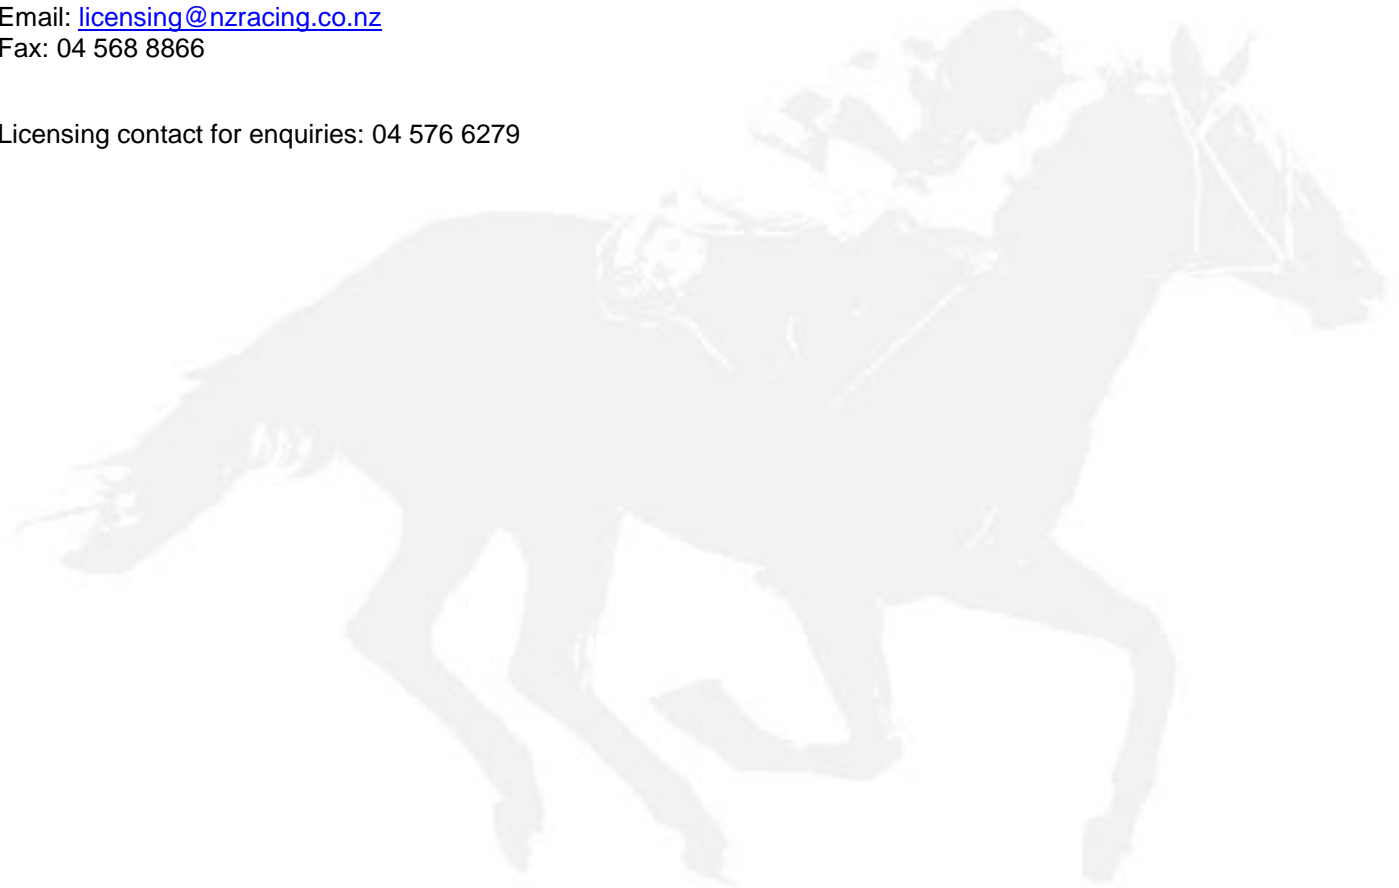 Email: licensing@nzracing.co.nz
Fax: 04 568 8866
Licensing contact for enquiries: 04 576 6279